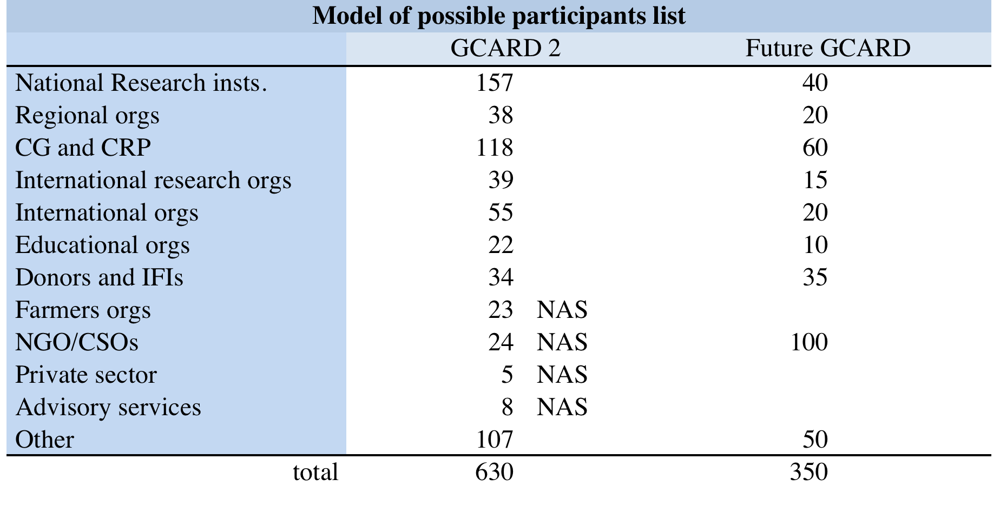 Model of possible participants list
GCARD 2 Future GCARD
National Research insts. 157 40
Regional orgs 38 20
CG and CRP 118 60
International research orgs 39 15
International orgs 55 20
Educational orgs 22 10
Donors and IFIs 34 35
Farmers orgs 23 NAS
NGO/CSOs 24 NAS 100
Private sector 5 NAS
Advisory services 8 NAS
Other 107 50
total 630 350